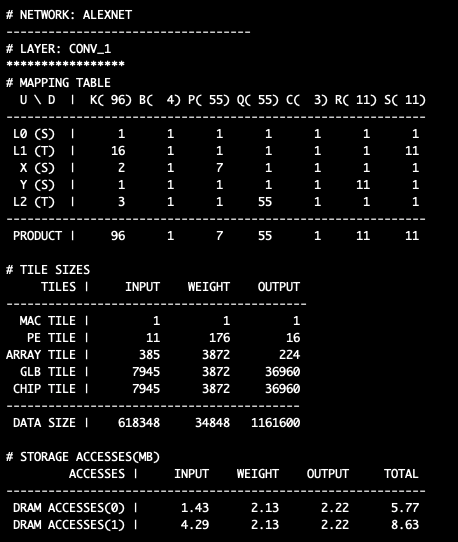 # NETWORK: ALEXNET
---------------------------------
# LAYER: CONV_1
*****************
# MAPPING TABLE
U \ D | K( 96) B( 4) P( 55) Q( 55) C( 3) R( 11) S( 11)
---------------------------------------------------------
L0 (S) 1 1 1 1 1 1 1
L1 (T) 16 1 1 1 1 1 11
X (S) 2 1 7 1 1 1 1
Y (S) 1 1 1 1 1 11 1
L2 (T) 3 1 1 55 1 1 1
---------------------------------------------------------
PRODUCT | 96 1 7 55 1 11 11
# TILE SIZES
TILES | INPUT WEIGHT OUTPUT
-----------------------------------------
MAC TILE | 1 1 1
PE TILE | 11 176 16
ARRAY TILE | 385 3872 224
GLB TILE | 7945 3872 36960
CHIP TILE | 7945 3872 36960
----------------------------------------
DATA SIZE | 618348 34848 1161600
# STORAGE ACCESSES(MB)
ACCESSES | INPUT WEIGHT OUTPUT TOTAL
---------------------------------------------------------
DRAM ACCESSES(0) | 1.43 2.13 2.22 5.77
DRAM ACCESSES(1) | 4.29 2.13 2.22 8.63